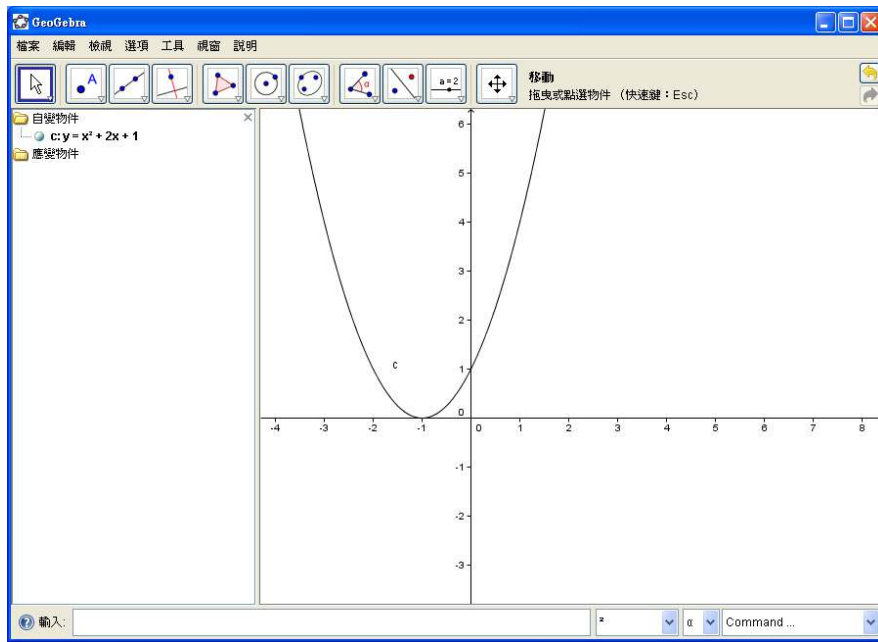 GeoGebra
檔案 編輯 檢視 選項 工具 視窗 說明
A
α
a = 2
移動
拖曳或點選物件 (快速鍵：Esc)
自變物件
c: y = x² + 2x + 1
應變物件
6
5
4
3
2
c
1
0
-4 -3 -2 -1 0 1 2 3 4 5 6 7 8
-1
-2
-3
輸入:
²
α
Command ...